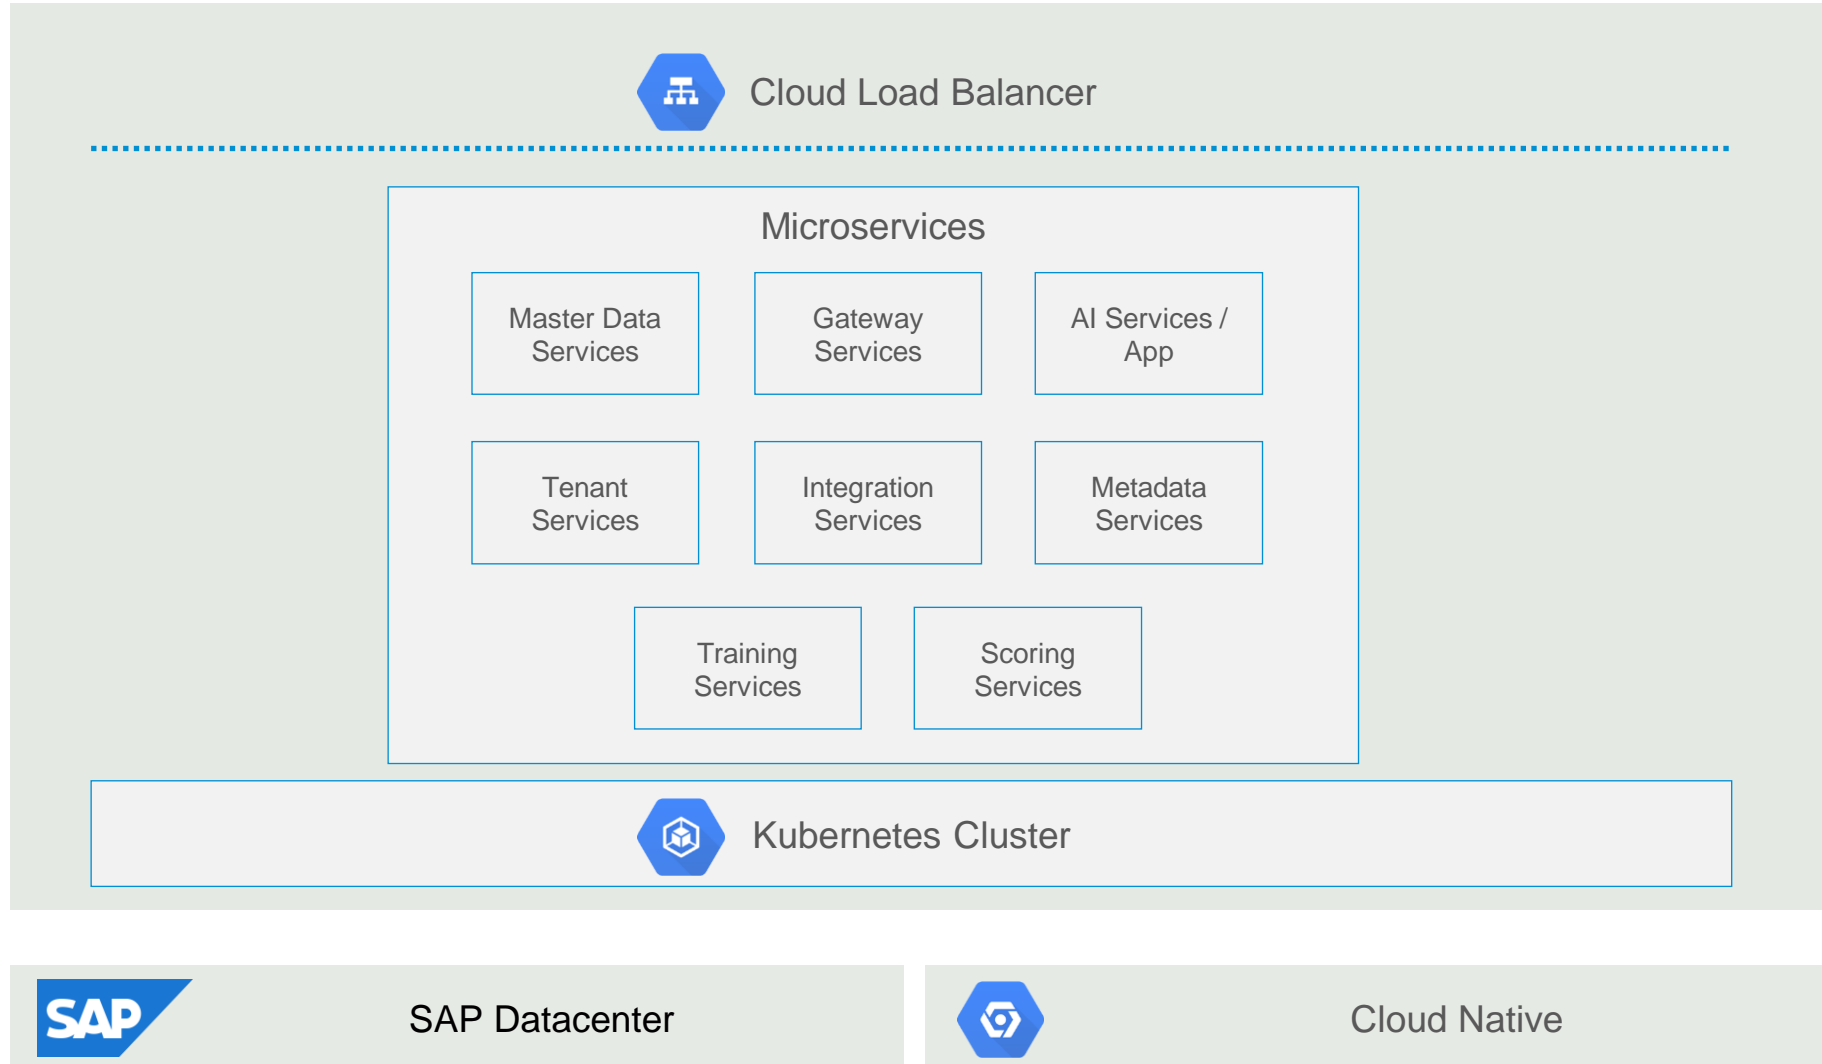 Cloud Load Balancer
Microservices
Master Data
Services
Gateway
Services
AI Services /
App
Tenant
Services
Integration
Services
Metadata
Services
Training
Services
Scoring
Services
Kubernetes Cluster
SAP
SAP Datacenter
Cloud Native